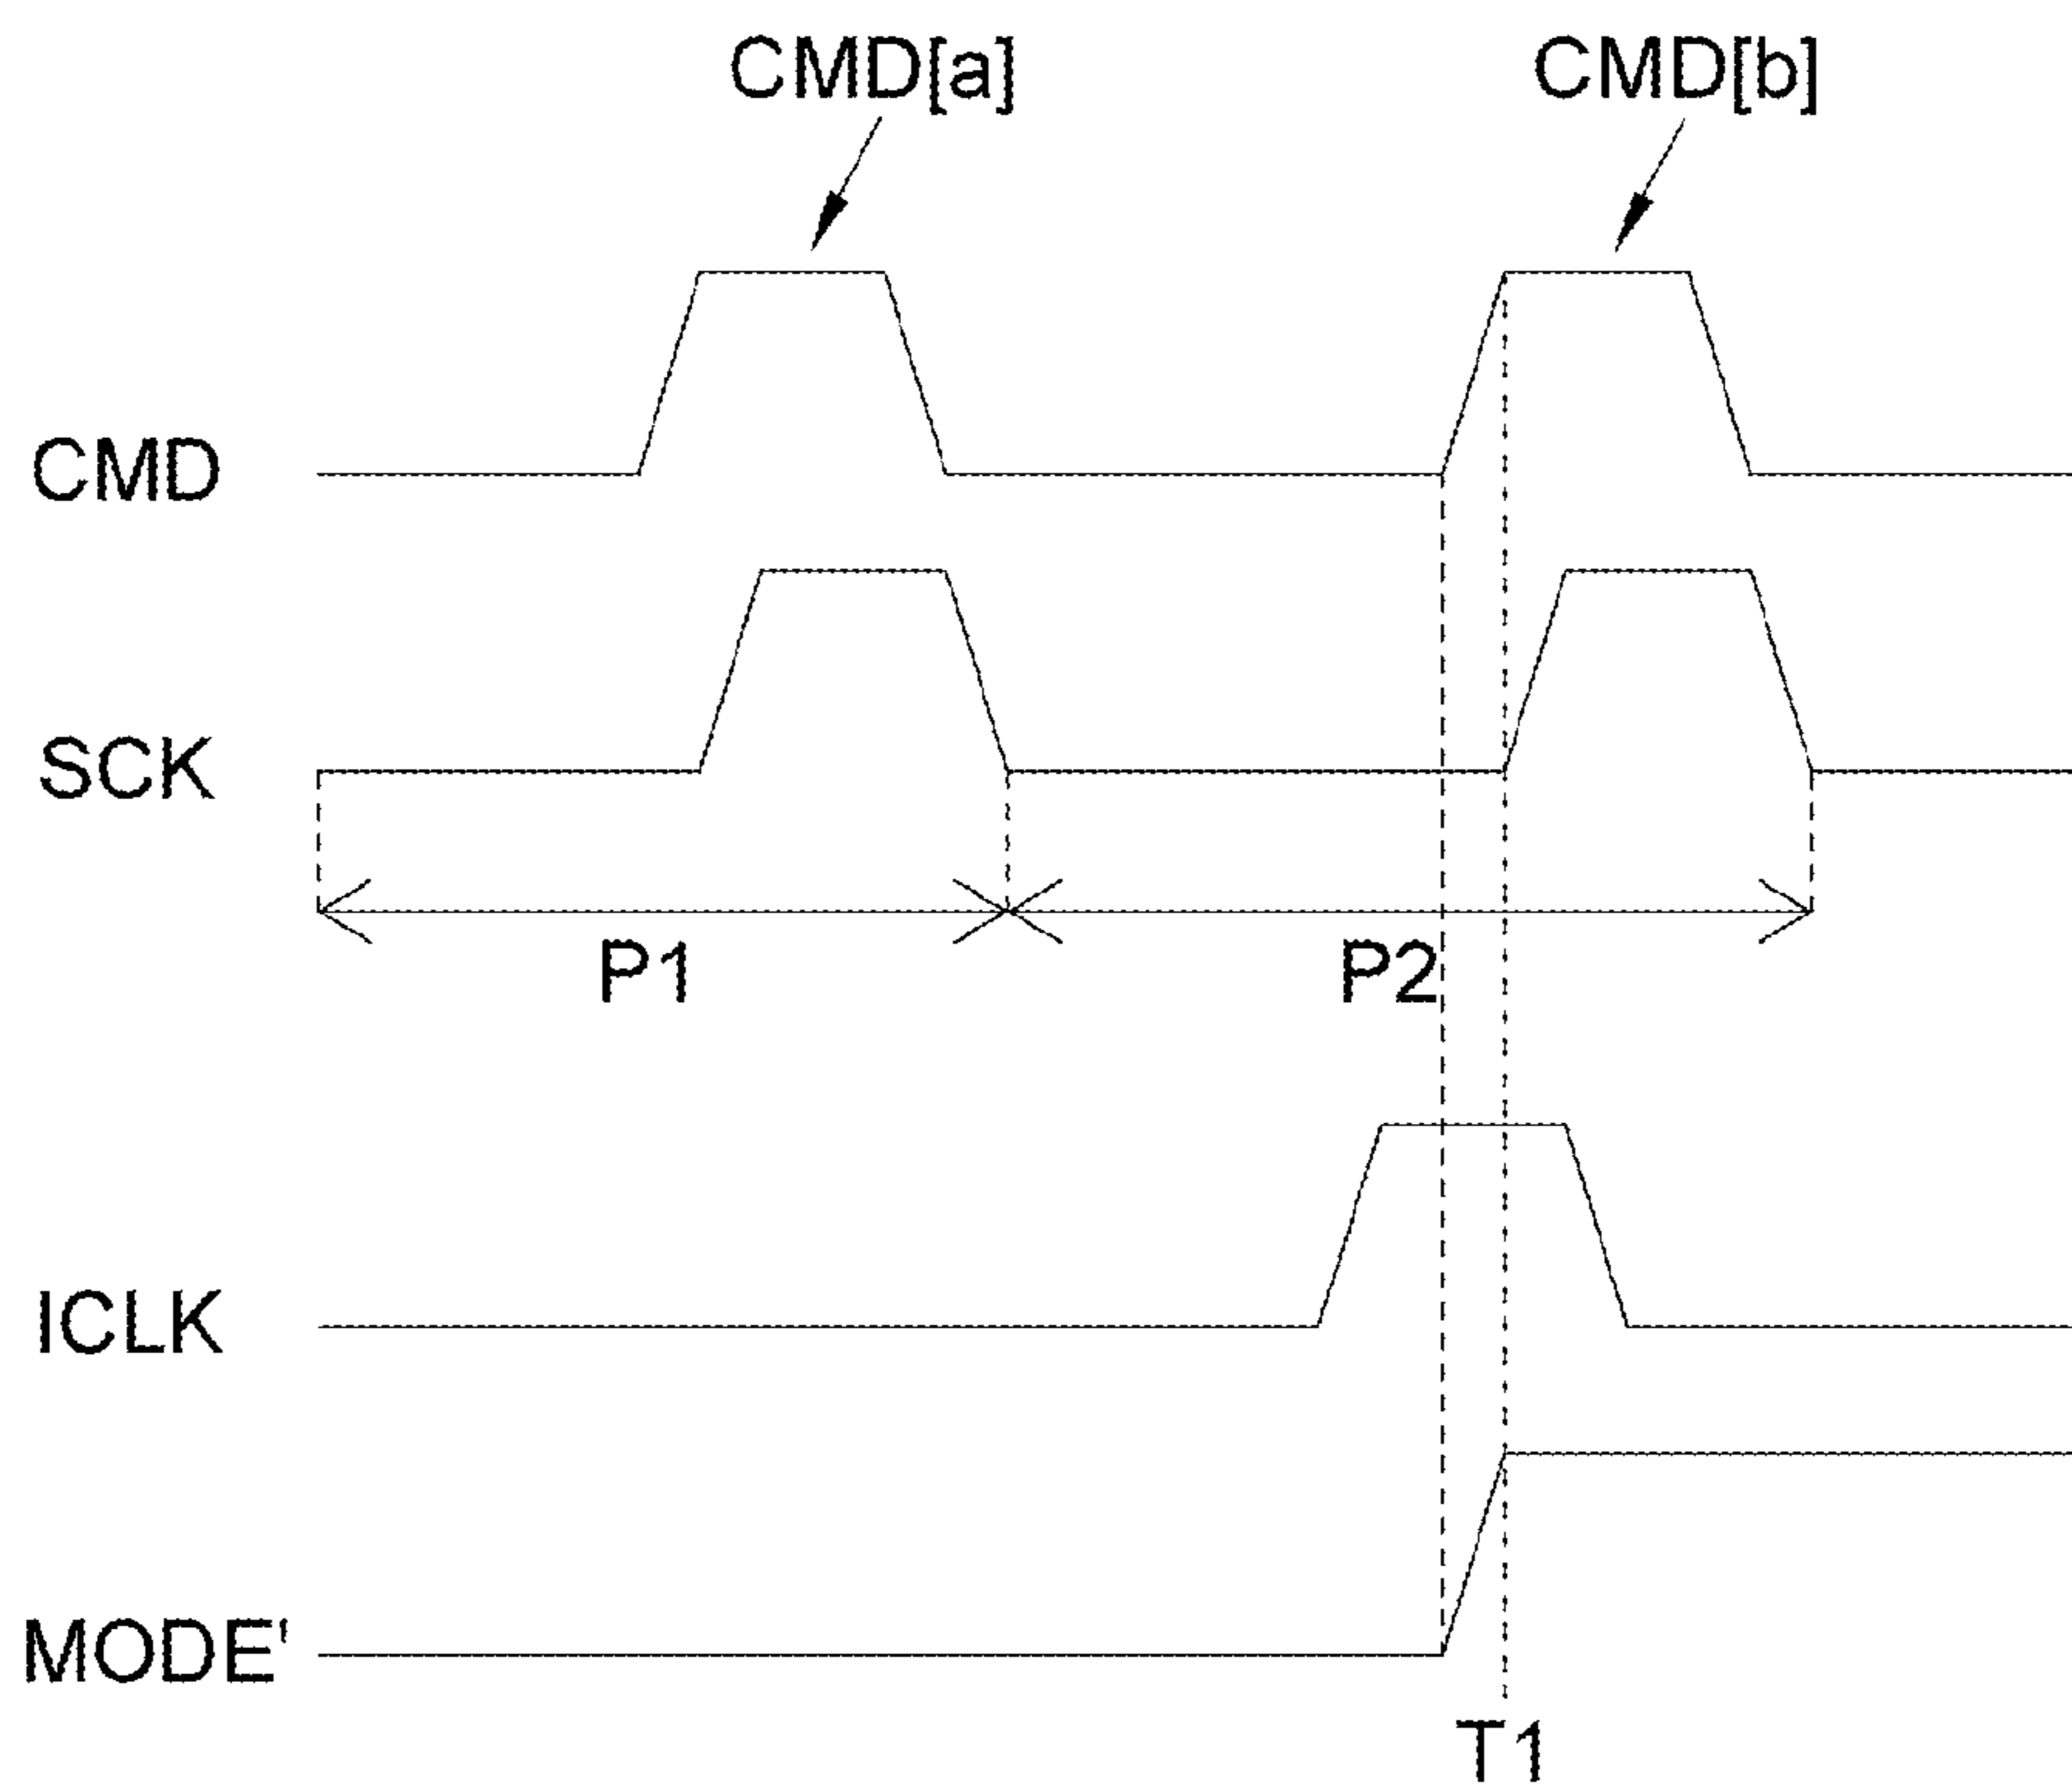 CMD[a] CMD[b]
CMD
SCK
P1 P2
ICLK
MODE'
T1